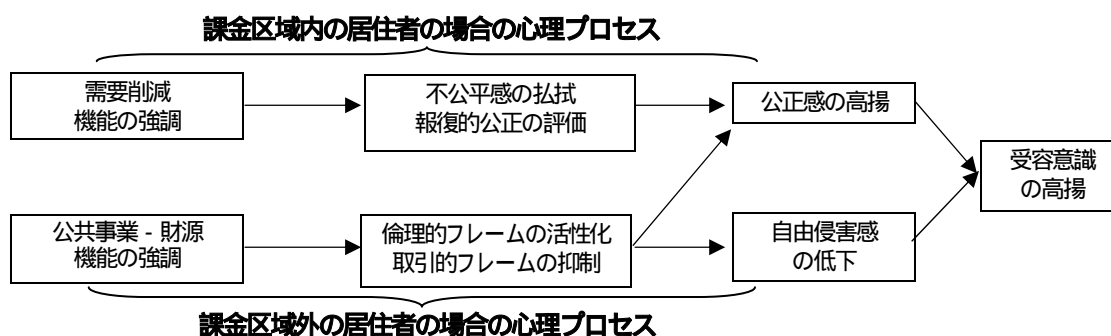 課金区域内の居住者の場合の心理プロセス
需要削減
機能の強調
不公平感の払拭
報復的公正の評価
公正感の高揚
受容意識
の高揚
公共事業 - 財源
機能の強調
倫理的フレームの活性化
取引的フレームの抑制
自由侵害感
の低下
課金区域外の居住者の場合の心理プロセス